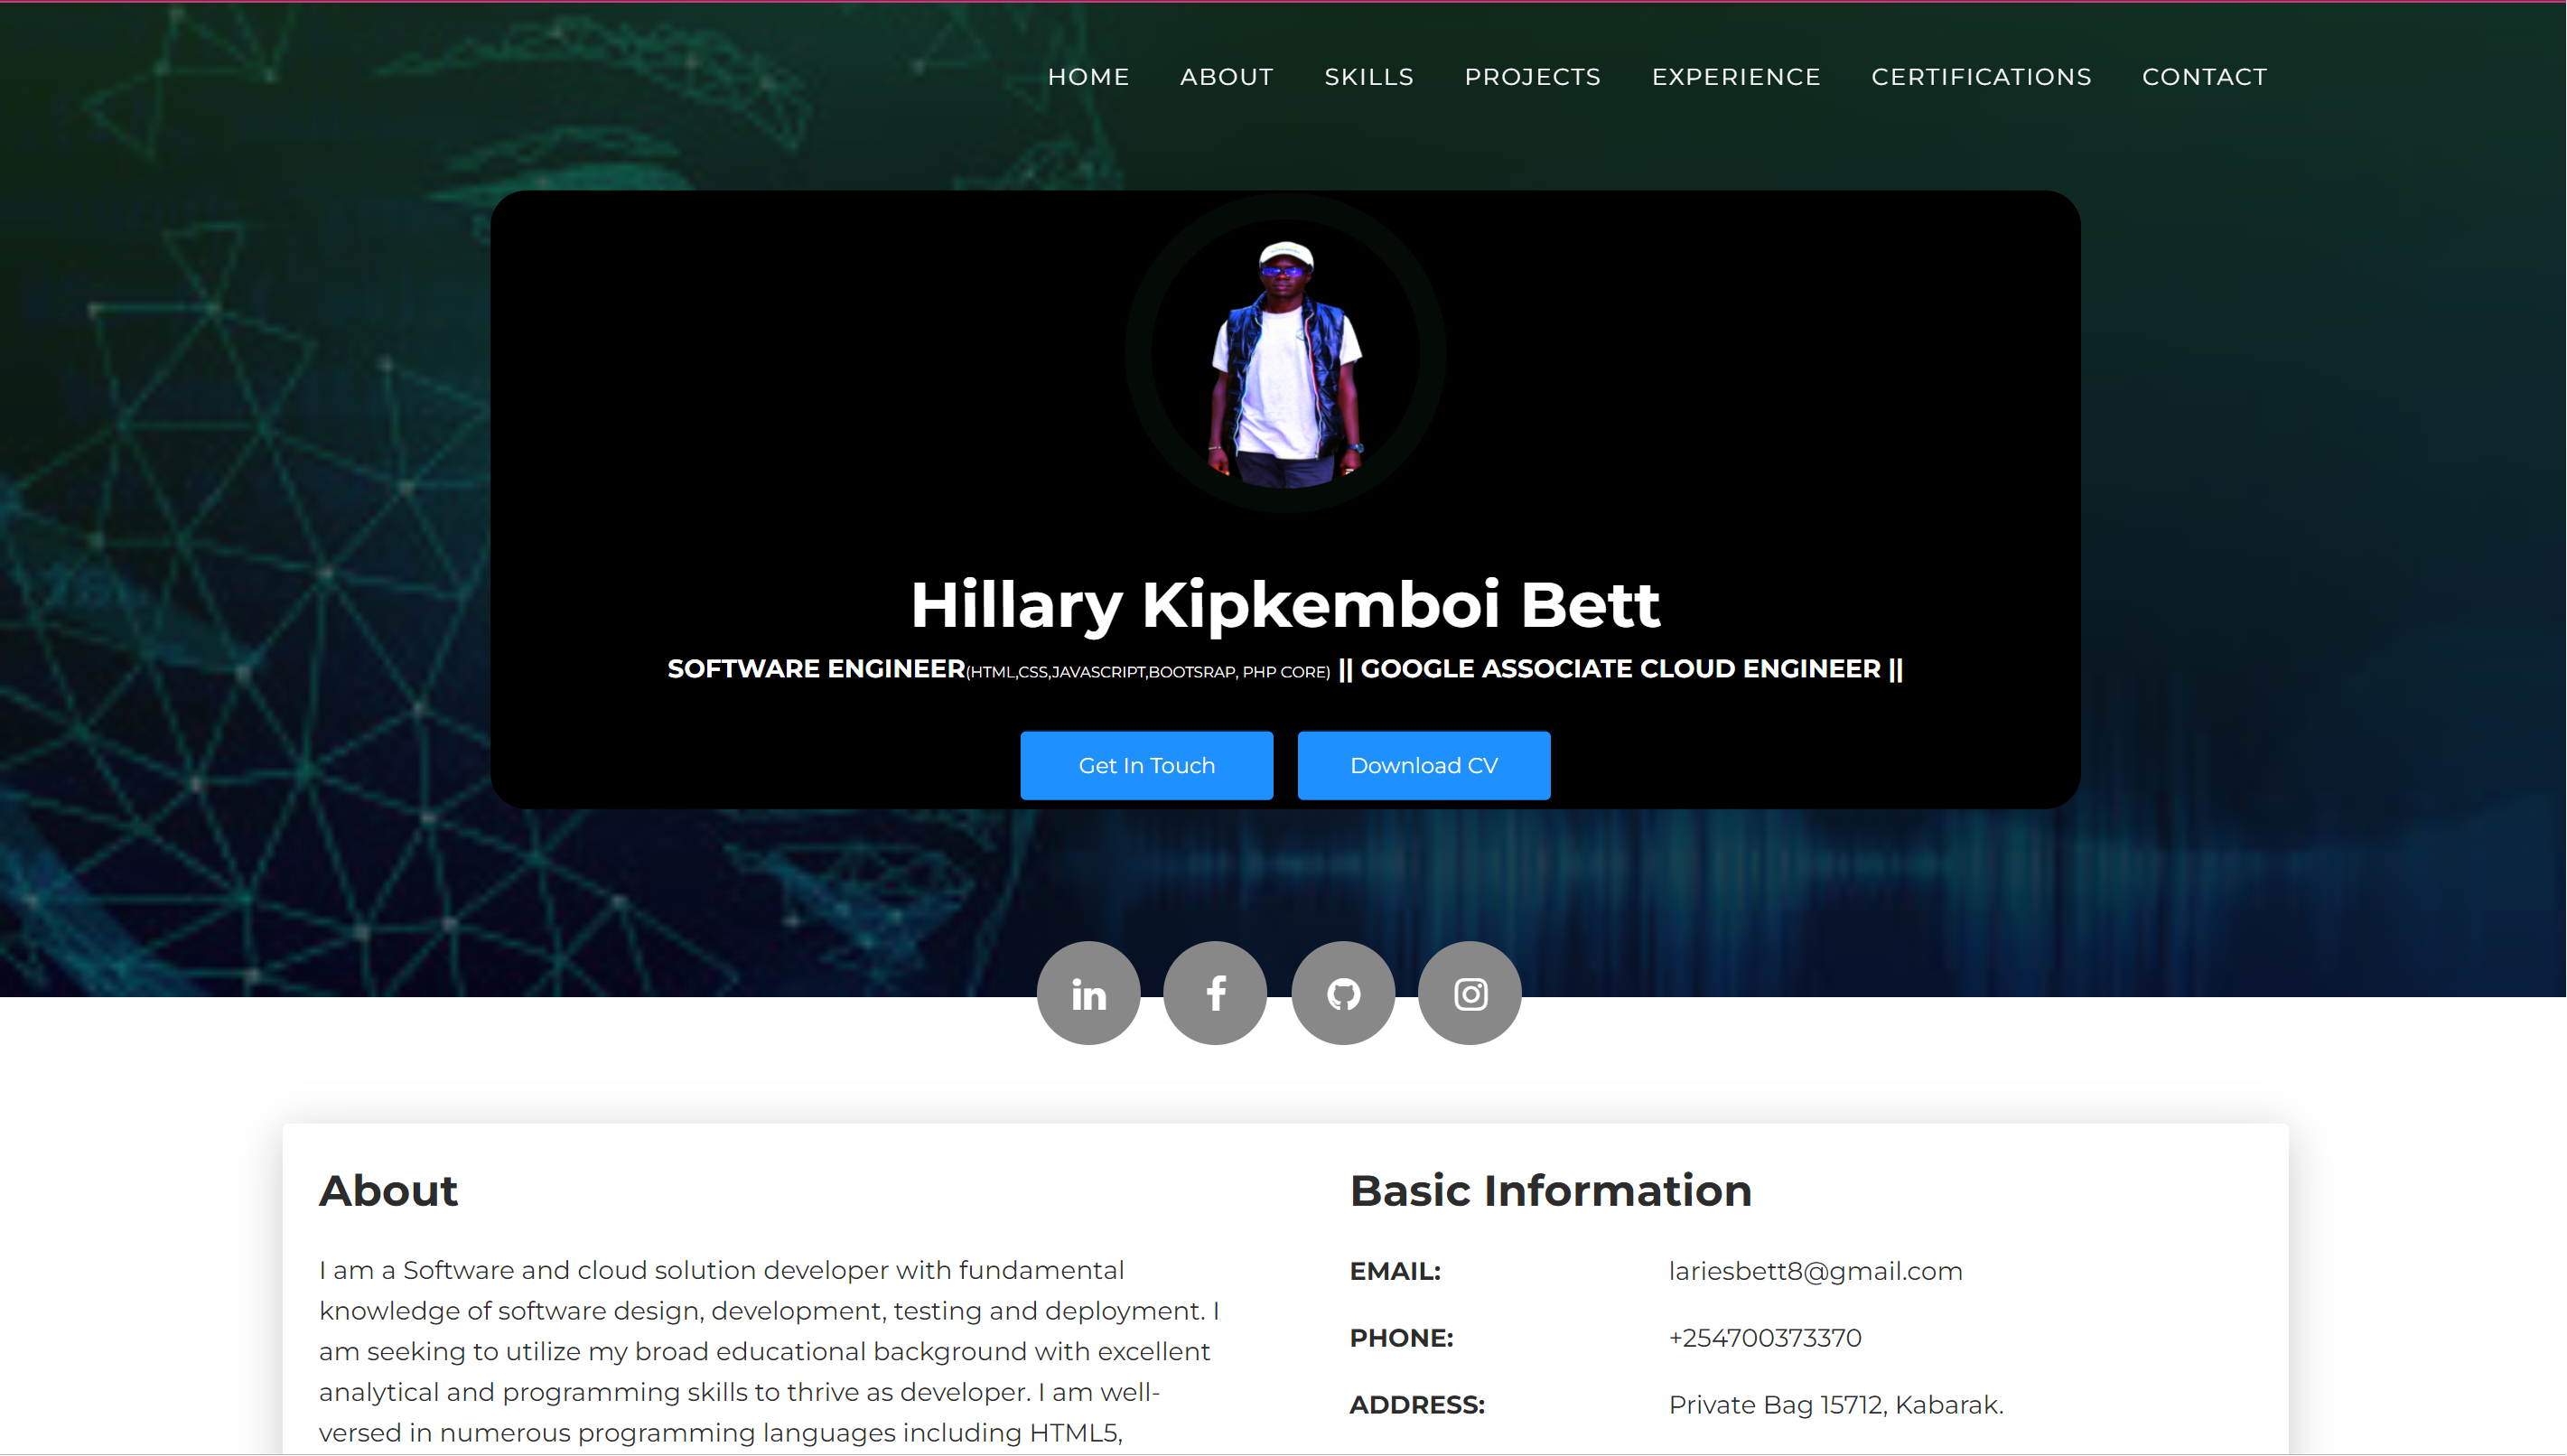 HOME ABOUT SKILLS PROJECTS EXPERIENCE CERTIFICATIONS CONTACT
Hillary Kipkemboi Bett
SOFTWARE ENGINEER(HTML,CSS,JAVASCRIPT,BOOTSRAP, PHP CORE) || GOOGLE ASSOCIATE CLOUD ENGINEER ||
Get In Touch Download CV
About
I am a Software and cloud solution developer with fundamental
knowledge of software design, development, testing and deployment. I
am seeking to utilize my broad educational background with excellent
analytical and programming skills to thrive as developer. I am well-
versed in numerous programming languages including HTML5,
Basic Information
EMAIL: lariesbett8@gmail.com
PHONE: +254700373370
ADDRESS: Private Bag 15712, Kabarak.